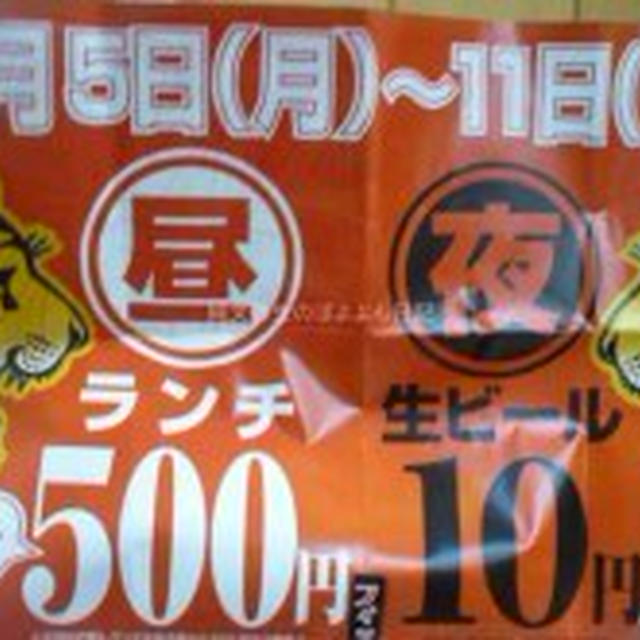 月5日(月)～11日(
昼
夜
ランチ
生ビール
500円
10円